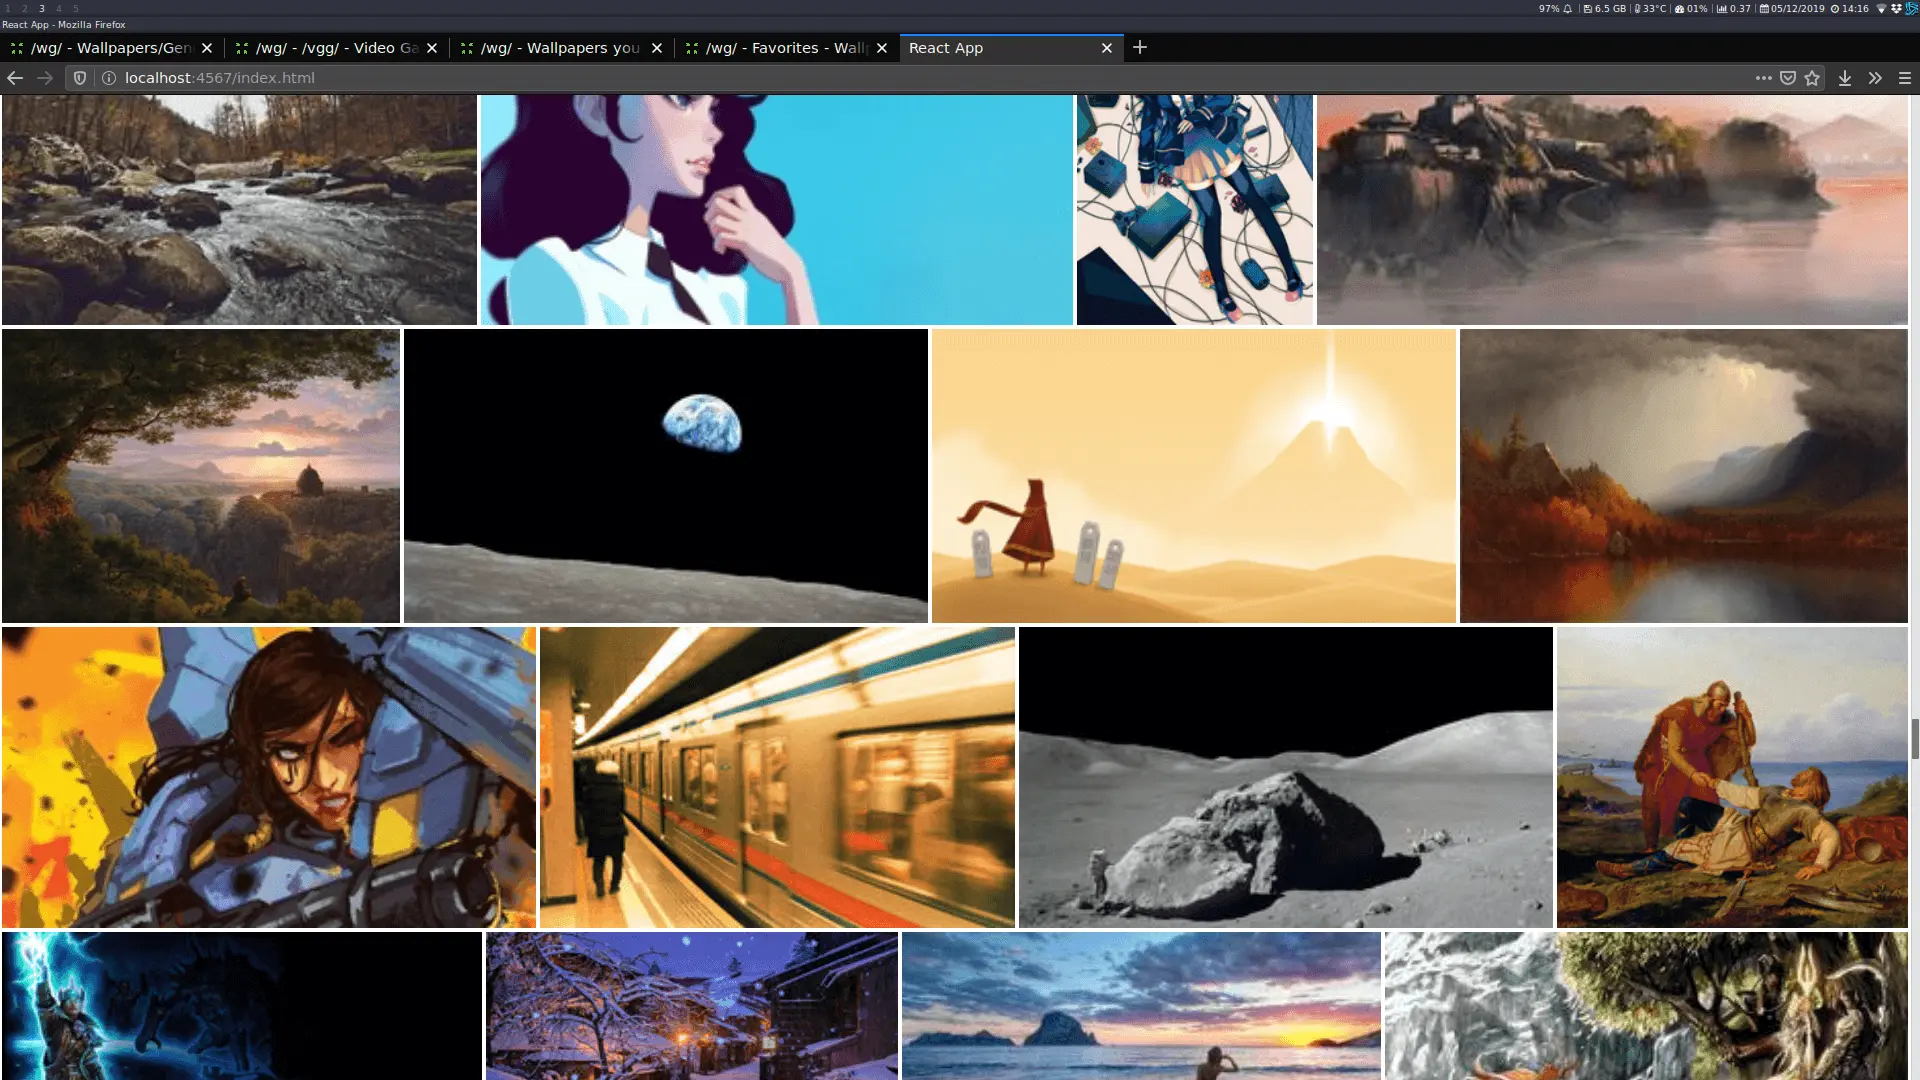 1 2 3 4 5
97% 6.5 GB 33°C 01% 0.37 05/12/2019 14:16
React App - Mozilla Firefox
/wg/ - Wallpapers/Gen /wg/ - /vgg/ - Video Ga /wg/ - Wallpapers you /wg/ - Favorites - Wallp React App
localhost:4567/index.html